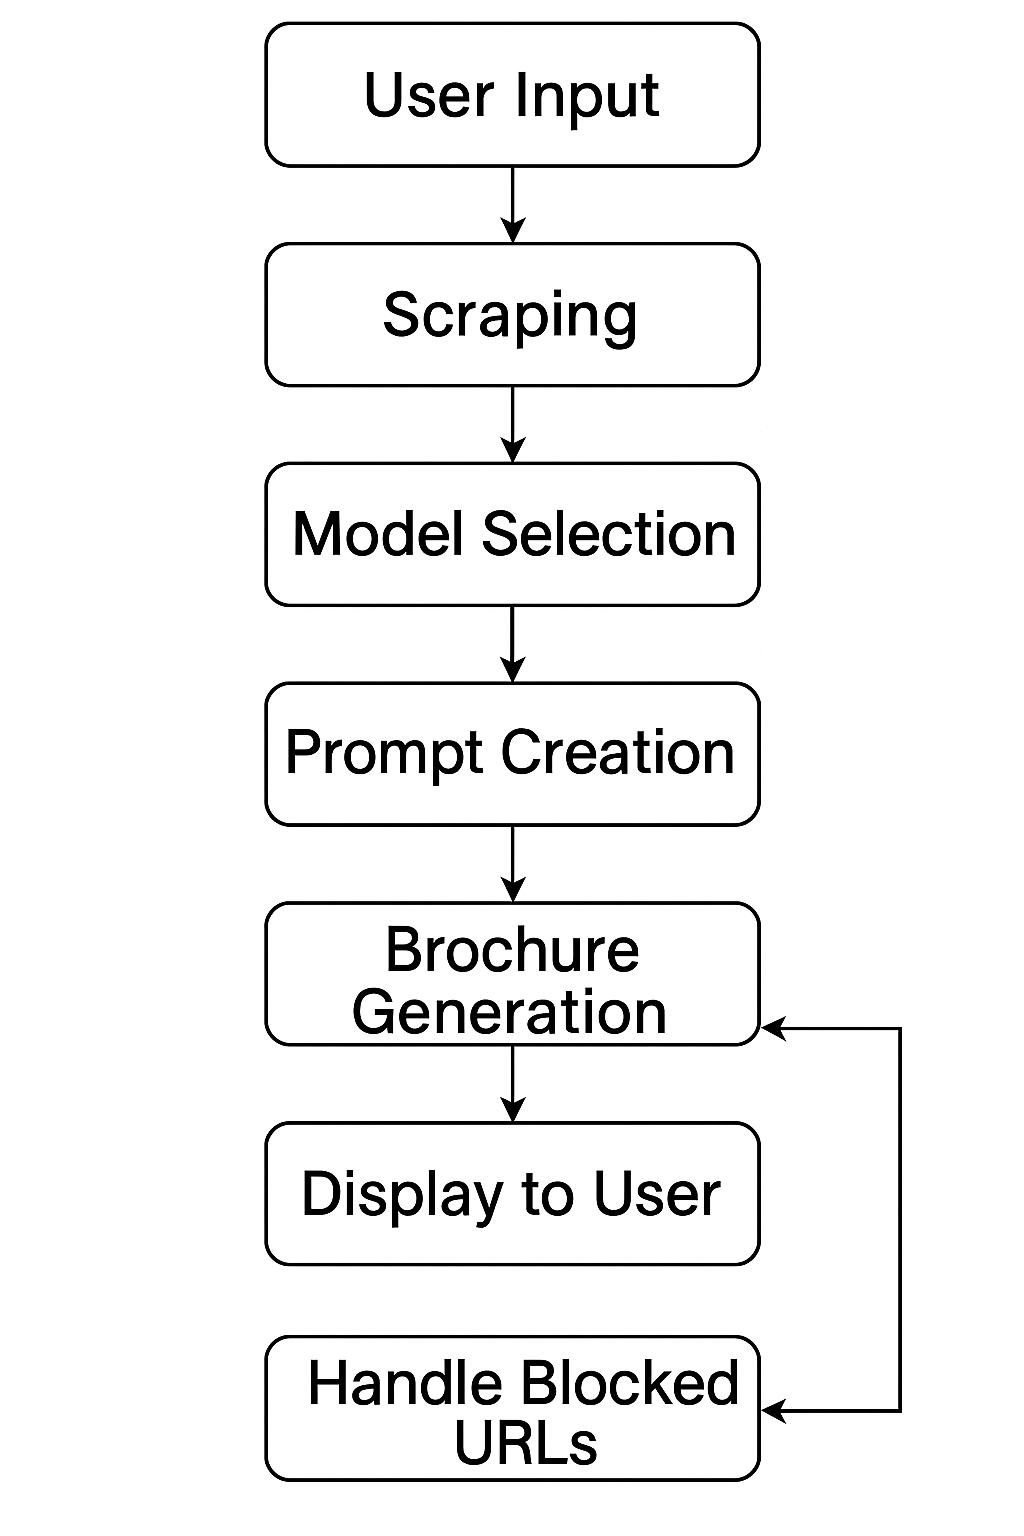 User Input
Scraping
Model Selection
Prompt Creation
Brochure
Generation
Display to User
Handle Blocked
URLs